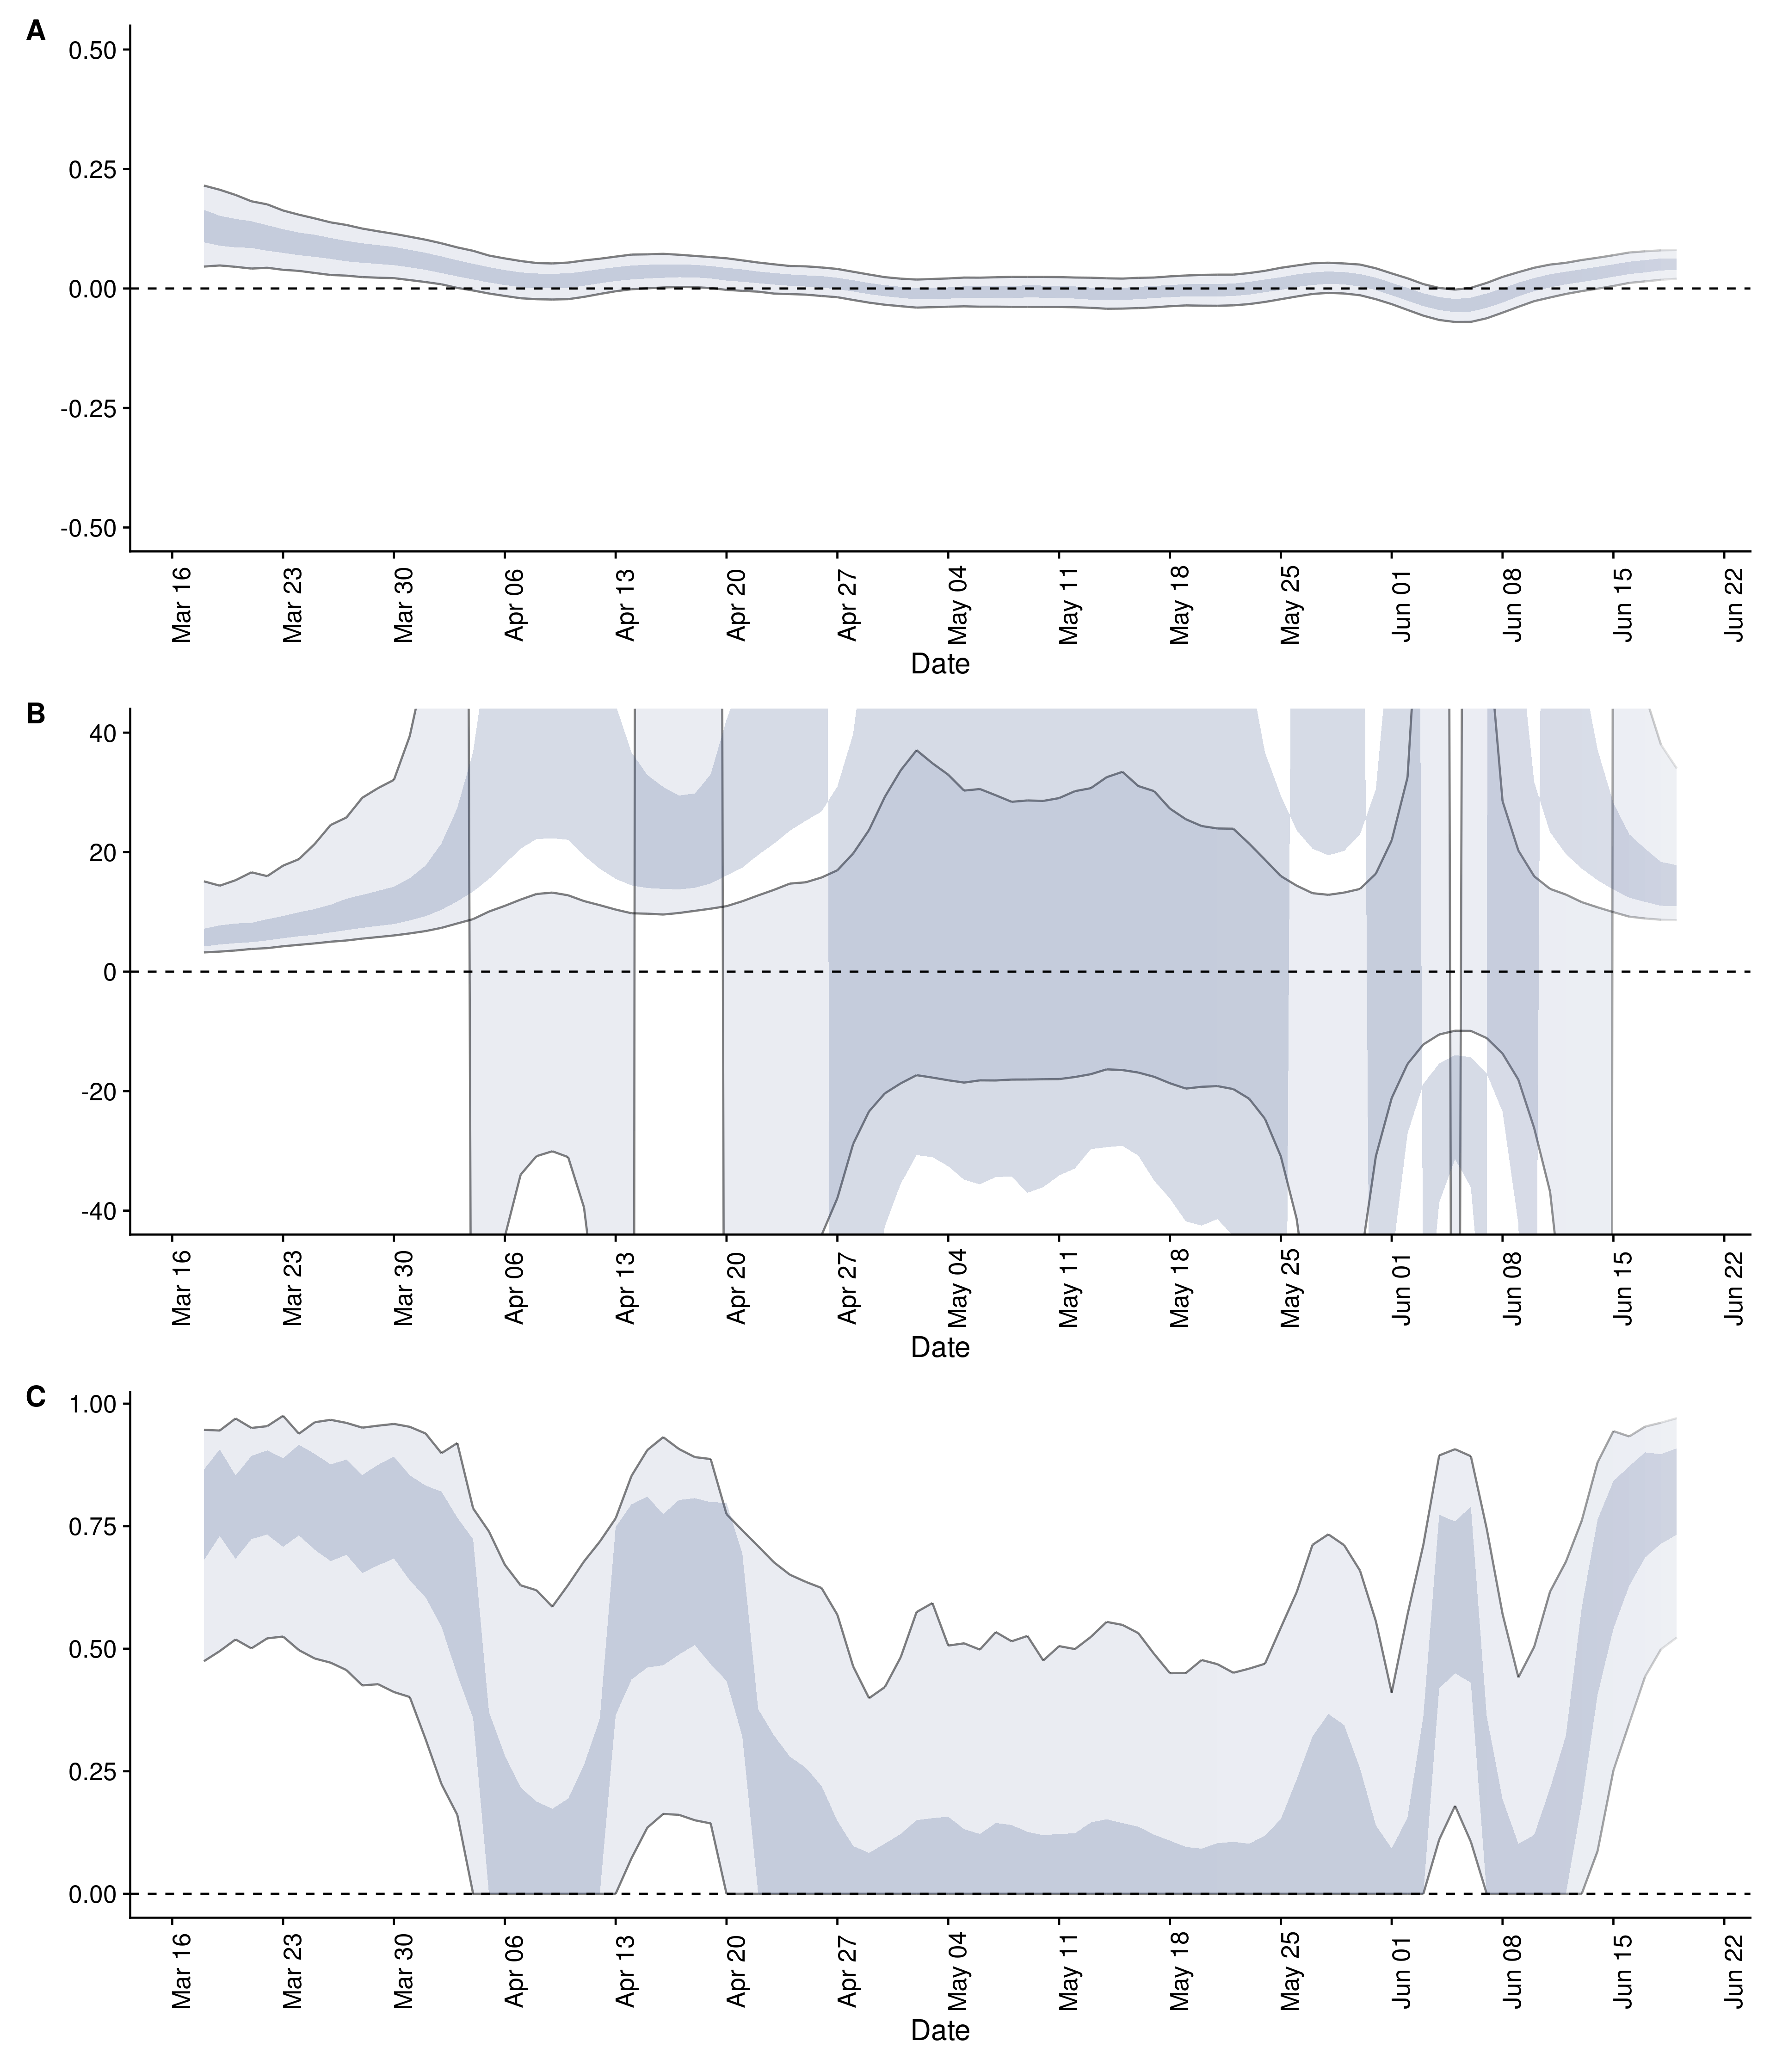 A
0.50
0.25
0.00
-0.25
-0.50
Mar 16
Mar 23
Mar 30
Apr 06
Apr 13
Apr 20
Apr 27
May 04
May 11
May 18
May 25
Jun 01
Jun 08
Jun 15
Jun 22
Date
B
40
20
0
-20
-40
Mar 16
Mar 23
Mar 30
Apr 06
Apr 13
Apr 20
Apr 27
May 04
May 11
May 18
May 25
Jun 01
Jun 08
Jun 15
Jun 22
Date
C
1.00
0.75
0.50
0.25
0.00
Mar 16
Mar 23
Mar 30
Apr 06
Apr 13
Apr 20
Apr 27
May 04
May 11
May 18
May 25
Jun 01
Jun 08
Jun 15
Jun 22
Date